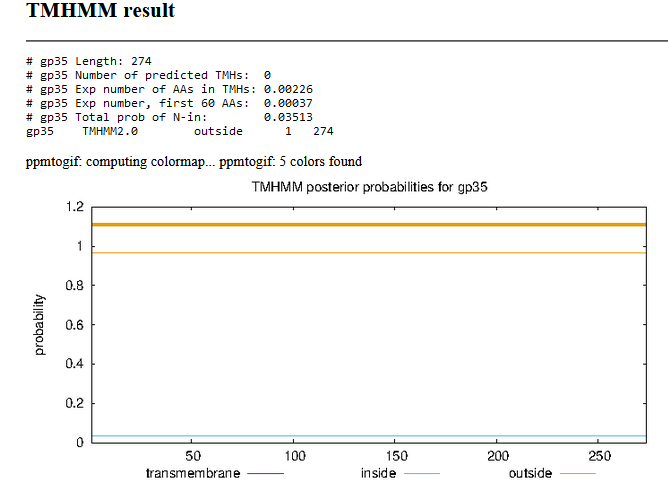 TMHMM result
# gp35 Length: 274
# gp35 Number of predicted TMHs: 0
# gp35 Exp number of AAs in TMHs: 0.00226
# gp35 Exp number, first 60 AAs: 0.00037
# gp35 Total prob of N-in: 0.03513
gp35 TMHMM2.0 outside 1 274
ppmtogif: computing colormap... ppmtogif: 5 colors found
TMHMM posterior probabilities for gp35
1.2
1
0.8
0.6
0.4
0.2
0
probability
50 100 150 200 250
transmembrane inside outside